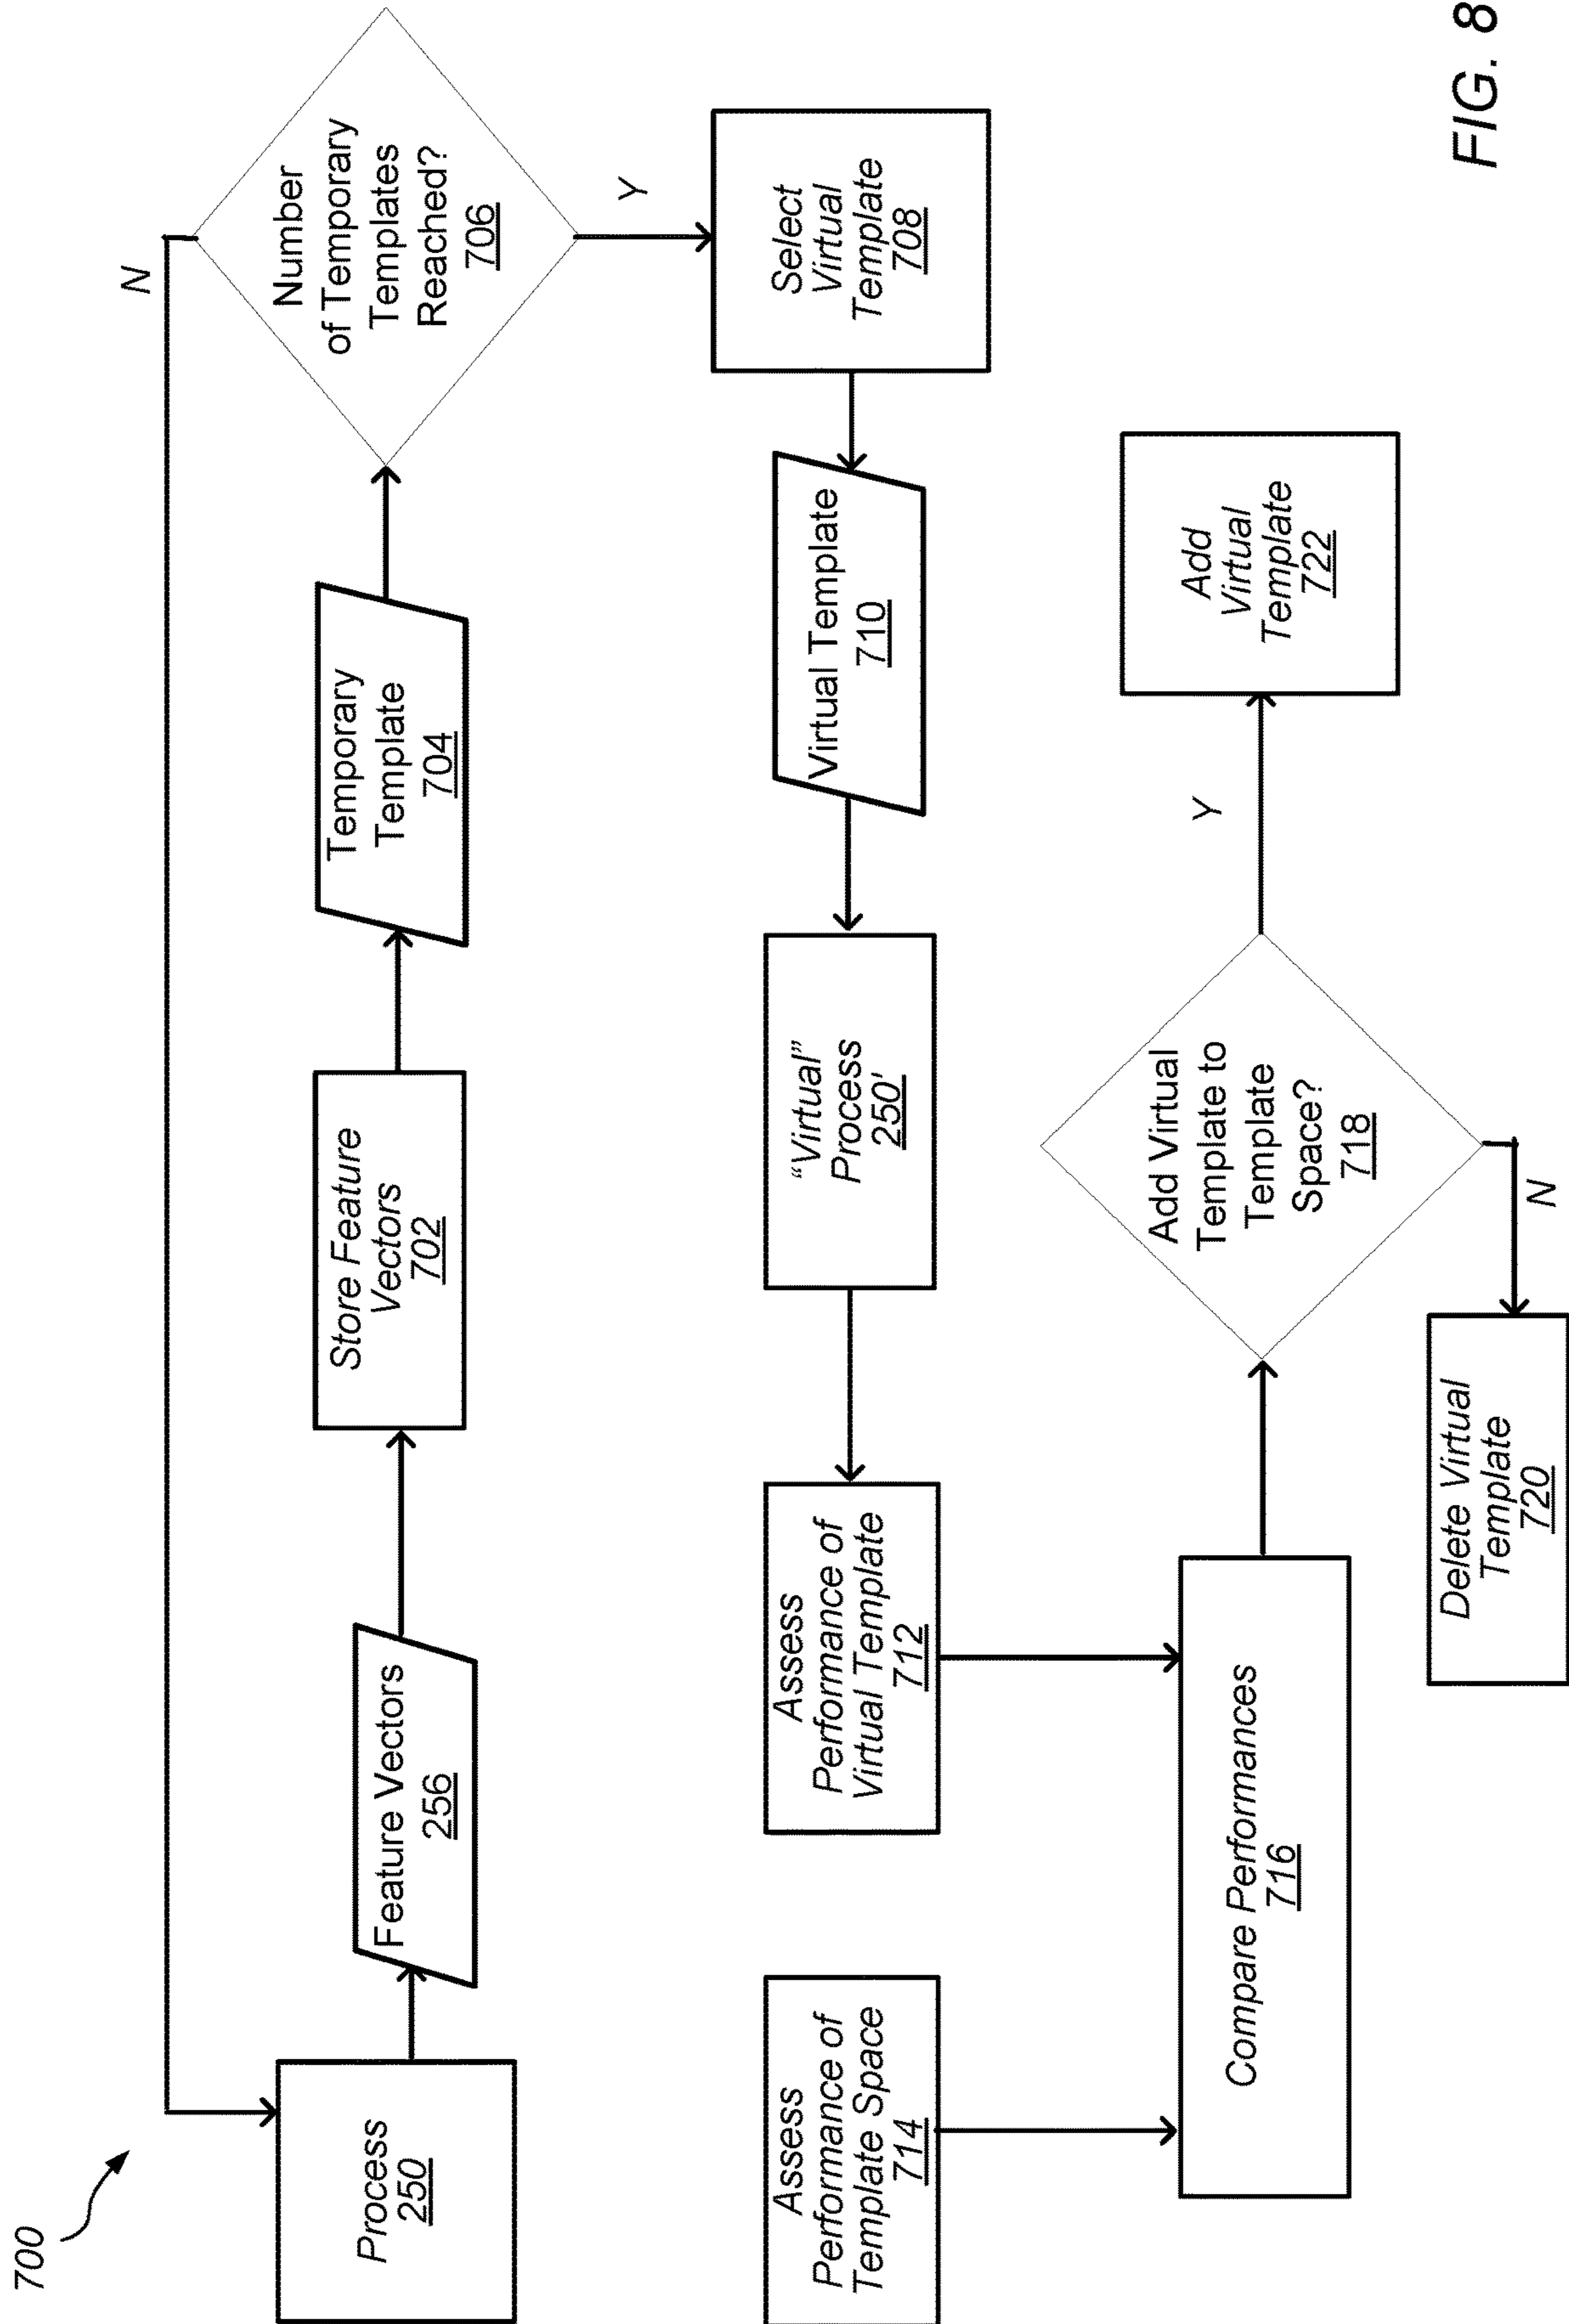 700
Process
250
Feature Vectors
256
Store Feature
Vectors
702
Temporary
Template
704
Number
of Temporary
Templates
Reached?
706
N
Y
Select
Virtual
Template
708
Virtual Template
710
“Virtual”
Process
250'
Assess
Performance of
Virtual Template
712
Assess
Performance of
Template Space
714
Compare Performances
716
Add Virtual
Template to
Template
Space?
718
Y
Add
Virtual
Template
722
N
Delete Virtual
Template
720
FIG. 8